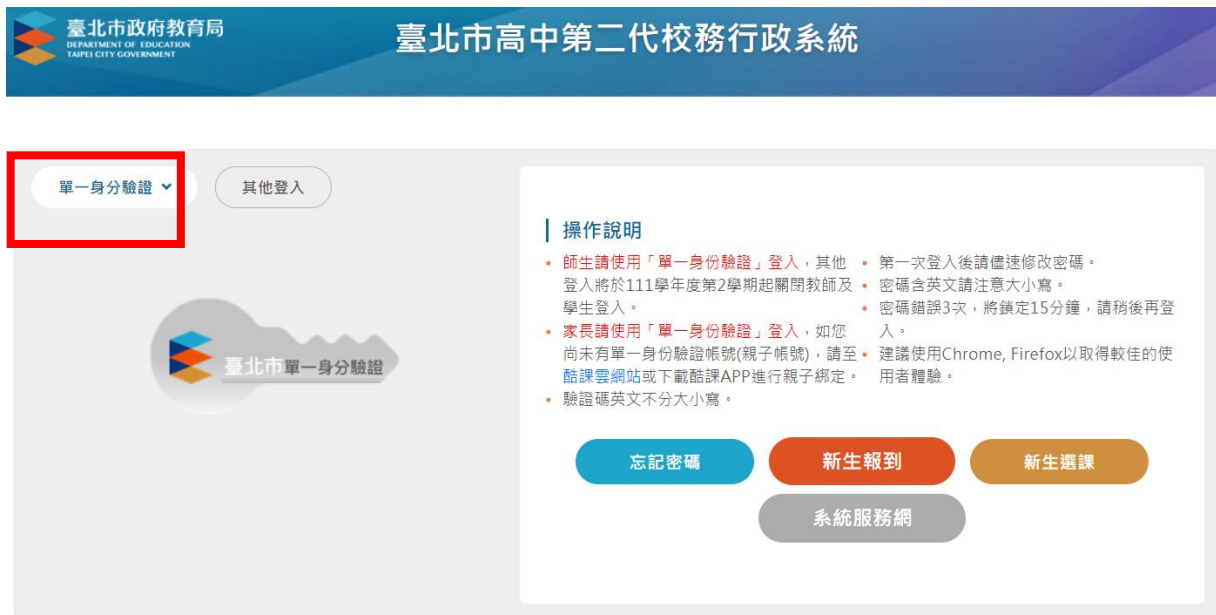 臺北市政府教育局
DEPARTMENT OF EDUCATION
TAIPEI CITY GOVERNMENT
臺北市高中第二代校務行政系統
單一身分驗證
其他登入
臺北市單一身分驗證
操作說明
師生請使用「單一身份驗證」登入，其他
登入將於111學年度第2學期起關閉教師及
學生登入。
家長請使用「單一身份驗證」登入，如您
尚未有單一身份驗證帳號(親子帳號)，請至
酷課雲網站或下載酷課APP進行親子綁定。
驗證碼英文不分大小寫。
第一次登入後請儘速修改密碼。
密碼含英文請注意大小寫。
密碼錯誤3次，將鎖定15分鐘，請稍後再登
入。
建議使用Chrome, Firefox以取得較佳的使
用者體驗。
忘記密碼
新生報到
新生選課
系統服務網